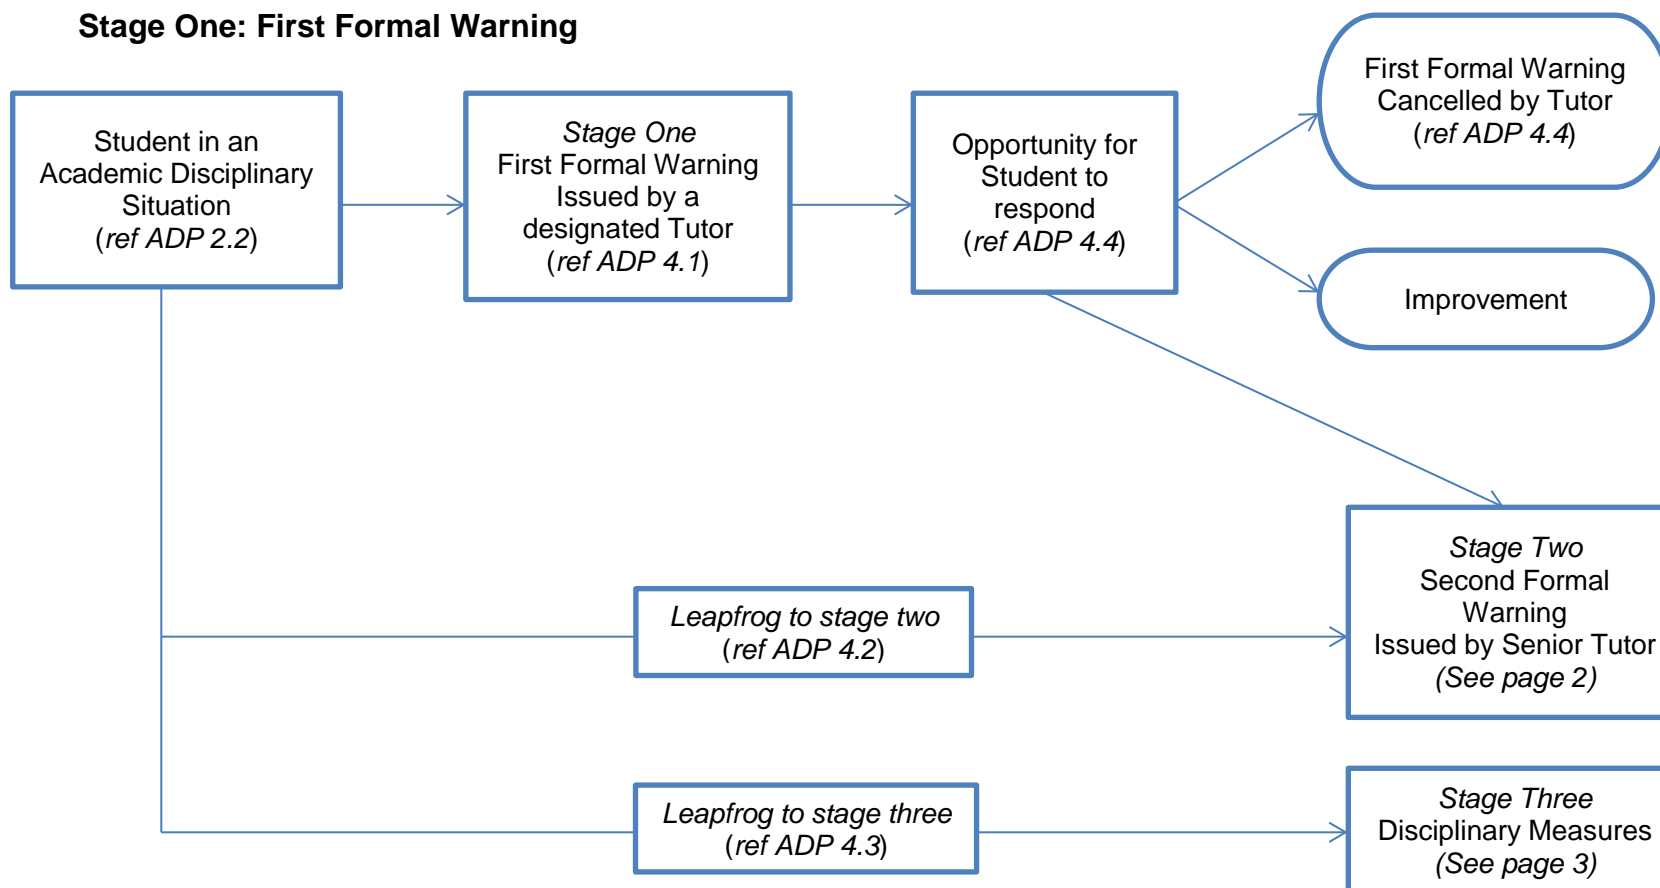 Stage One: First Formal Warning
Student in an
Academic Disciplinary
Situation
(ref ADP 2.2)
Stage One
First Formal Warning
Issued by a
designated Tutor
(ref ADP 4.1)
Opportunity for
Student to
respond
(ref ADP 4.4)
First Formal Warning
Cancelled by Tutor
(ref ADP 4.4)
Improvement
Leapfrog to stage two
(ref ADP 4.2)
Stage Two
Second Formal
Warning
Issued by Senior Tutor
(See page 2)
Leapfrog to stage three
(ref ADP 4.3)
Stage Three
Disciplinary Measures
(See page 3)